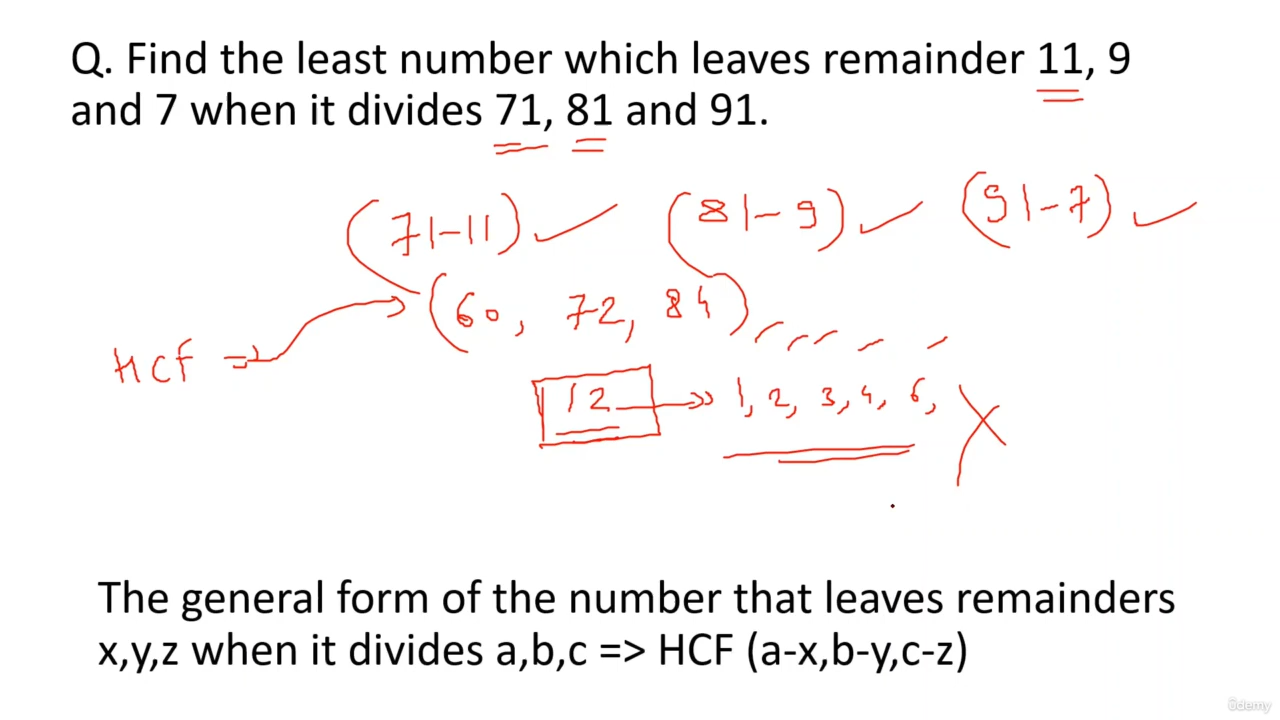 Q. Find the least number which leaves remainder 11, 9
and 7 when it divides 71, 81 and 91.
(71-11) (81-9) (91-7)
(60, 72, 84)
HCF =>
12 → 1, 2, 3, 4, 6,
The general form of the number that leaves remainders
x,y,z when it divides a,b,c => HCF (a-x,b-y,c-z)
ûdemy